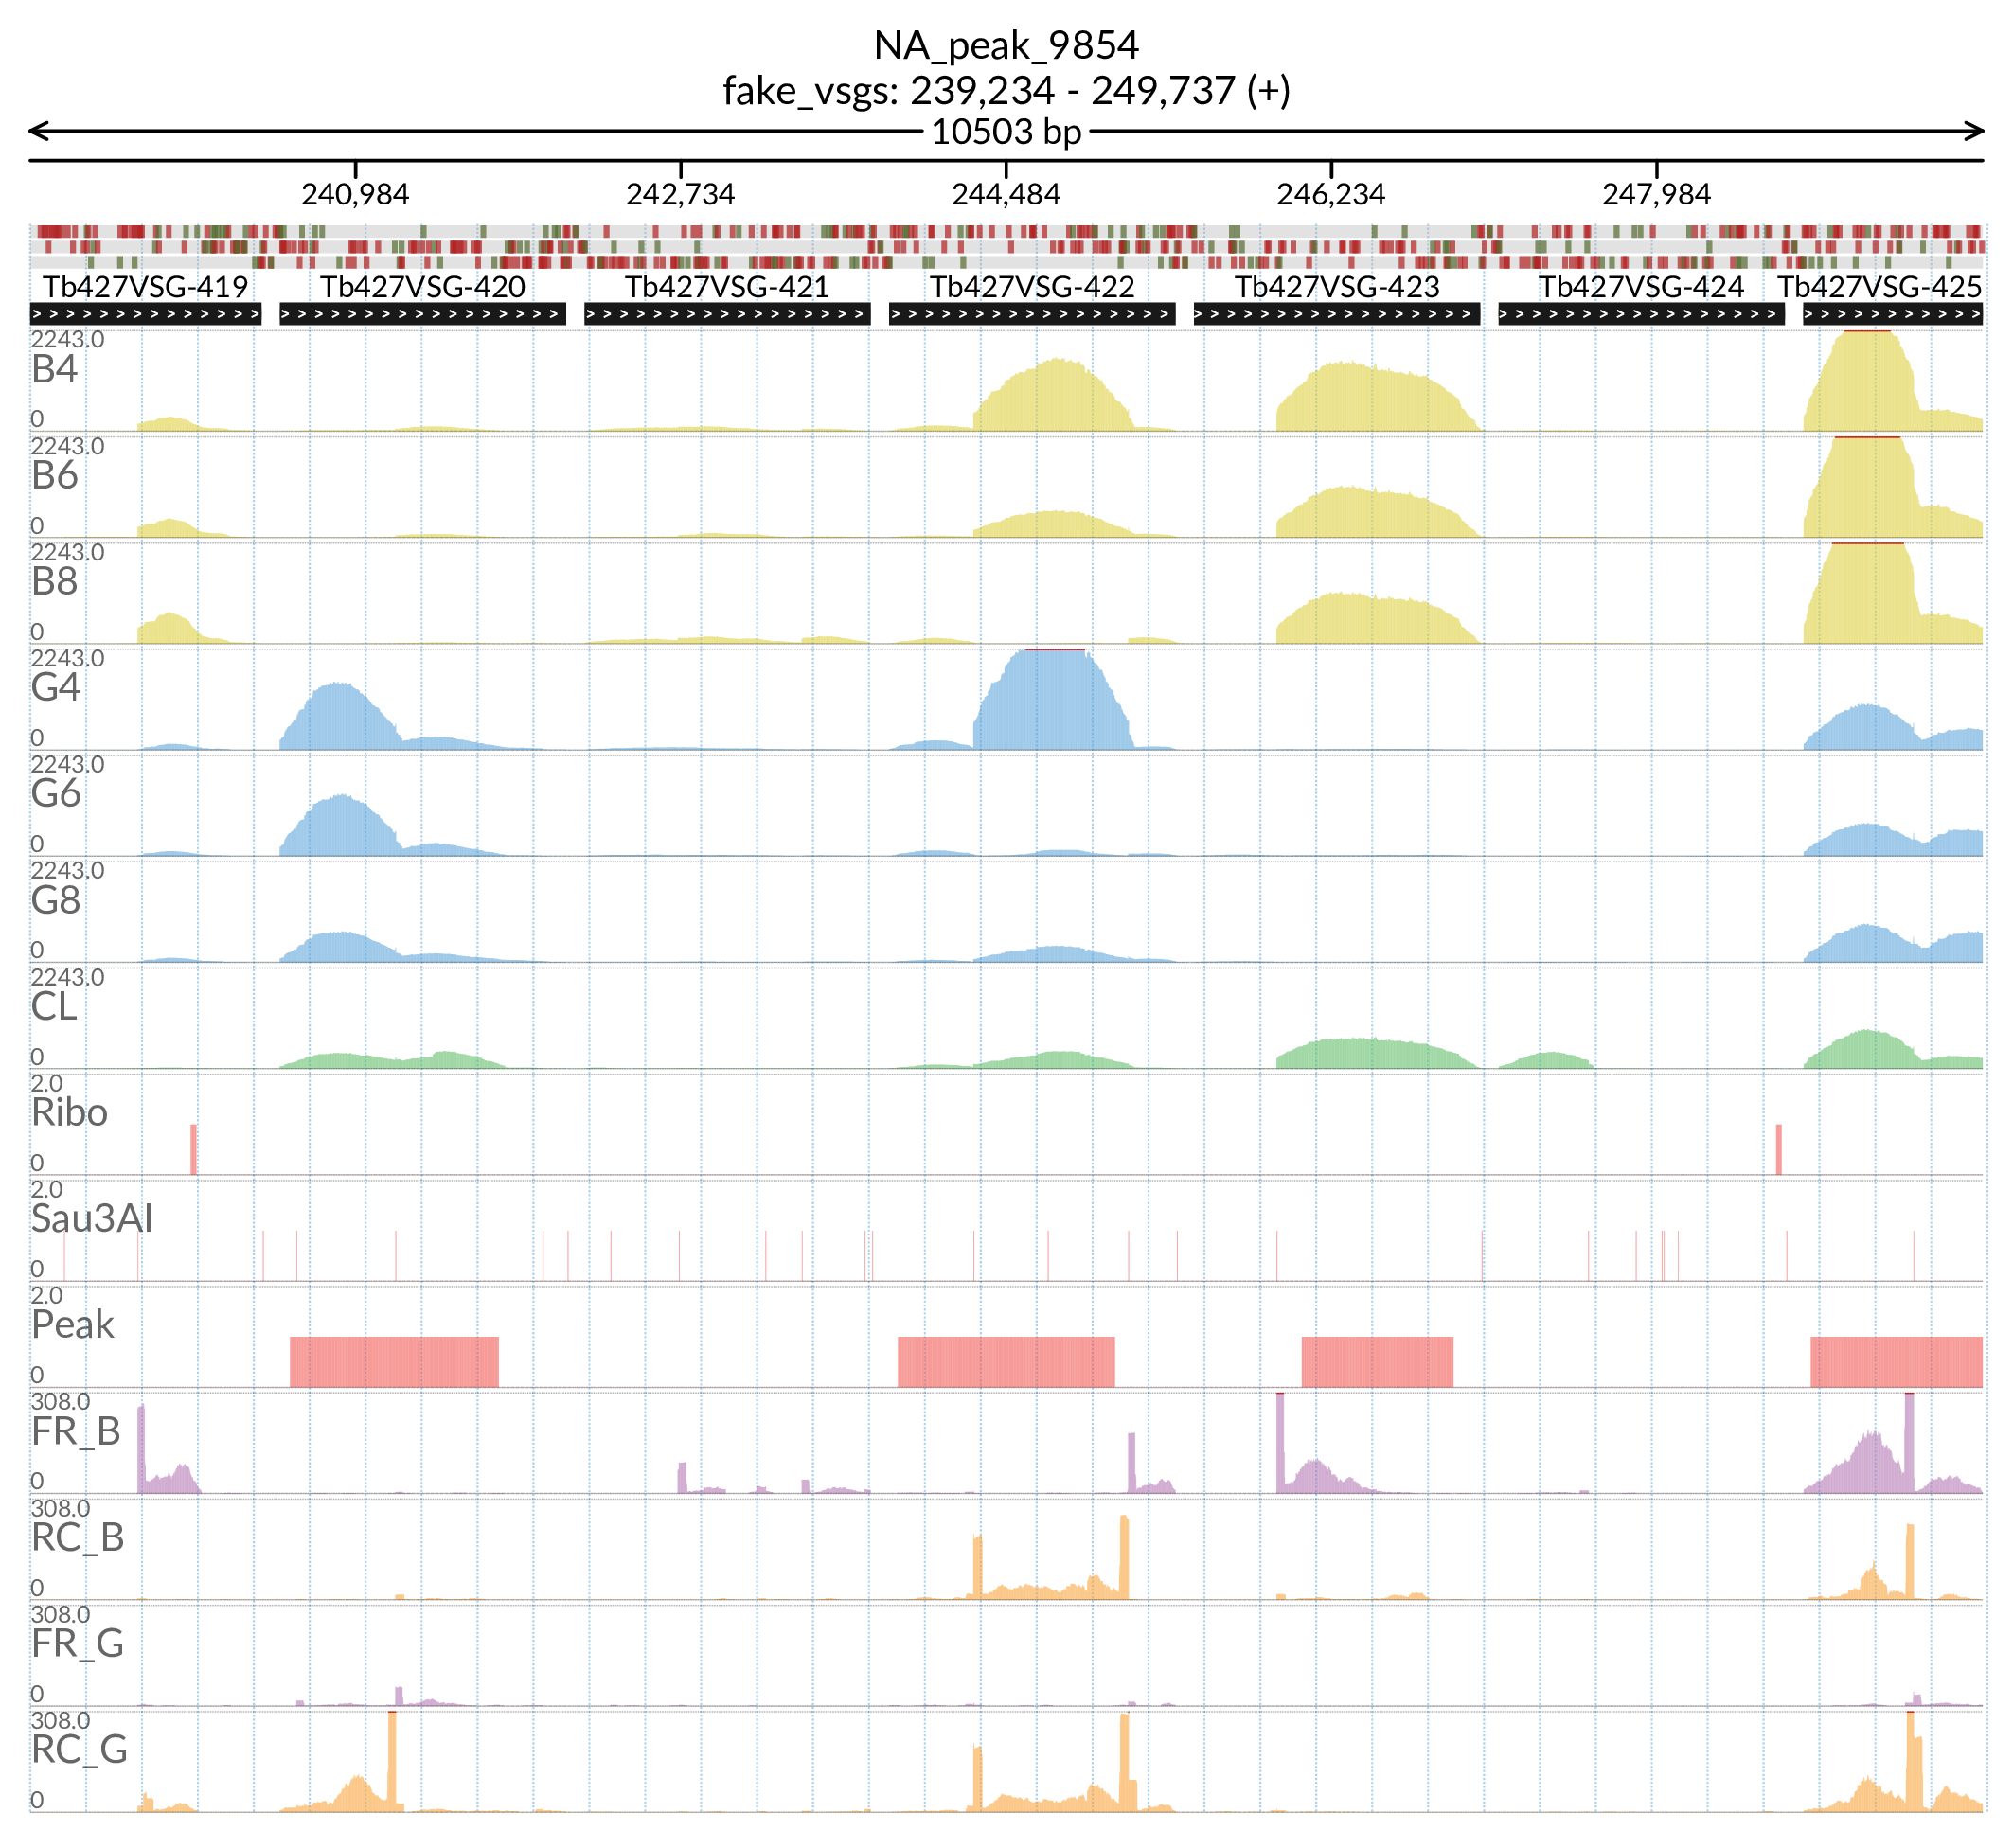 NA_peak_9854
fake_vsgs: 239,234 - 249,737 (+)
10503 bp
240,984 242,734 244,484 246,234 247,984
Tb427VSG-419 Tb427VSG-420 Tb427VSG-421 Tb427VSG-422 Tb427VSG-423 Tb427VSG-424 Tb427VSG-425
2243.0
B4
0
2243.0
B6
0
2243.0
B8
0
2243.0
G4
0
2243.0
G6
0
2243.0
G8
0
2243.0
CL
0
2.0
Ribo
0
2.0
Sau3AI
0
2.0
Peak
0
308.0
FR_B
0
308.0
RC_B
0
308.0
FR_G
0
308.0
RC_G
0